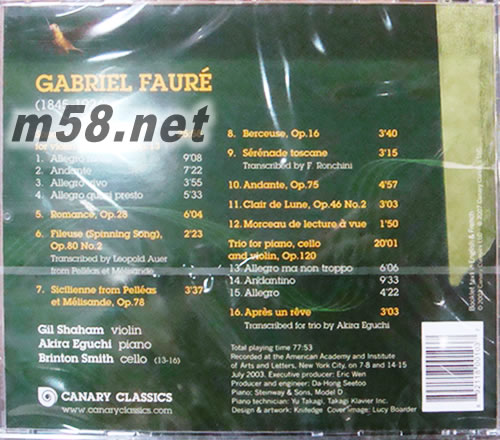 GABRIEL FAURÉ
m58.net
for violin
1. Allegro 9'08
2. Andante 7'22
3. Allegro vivo 3'55
4. Allegro quasi presto 5'32
5. Romance, Op.28 6'04
6. Fileuse (Spinning Song), 2'23
Op.80 No.2
Transcribed by Leopold Auer
from Pelléas et Mélisande
7. Sicilienne from Pelléas 3'37
et Mélisande, Op.78
Gil Shaham violin
Akira Eguchi piano
Brinton Smith cello (13-16)
CANARY CLASSICS
www.canaryclassics.com
8. Berceuse, Op.16 3'40
9. Sérénade toscane 3'15
Transcribed by F. Ronchini
10. Andante, Op.75 4'57
11. Clair de Lune, Op.46 No.2 3'03
12. Morceau de lecture à vue 1'50
Trio for piano, cello 20'01
and violin, Op.120
13. Allegro ma non troppo 6'06
14. Andantino 9'33
15. Allegro 4'22
16. Après un rêve 3'03
Transcribed for trio by Akira Eguchi
Total playing time 77:53
Recorded at the American Academy and Institute
of Arts and Letters, New York City, on 7-8 and 14-15
July 2003. Executive producer: Eric Wen
Producer and engineer: Da-Hong Seetoo
Piano: Steinway & Sons, Model D
Piano technician: Yu Takagi, Takagi Klavier Inc.
Design & artwork: Knifedge Cover image: Lucy Boarder